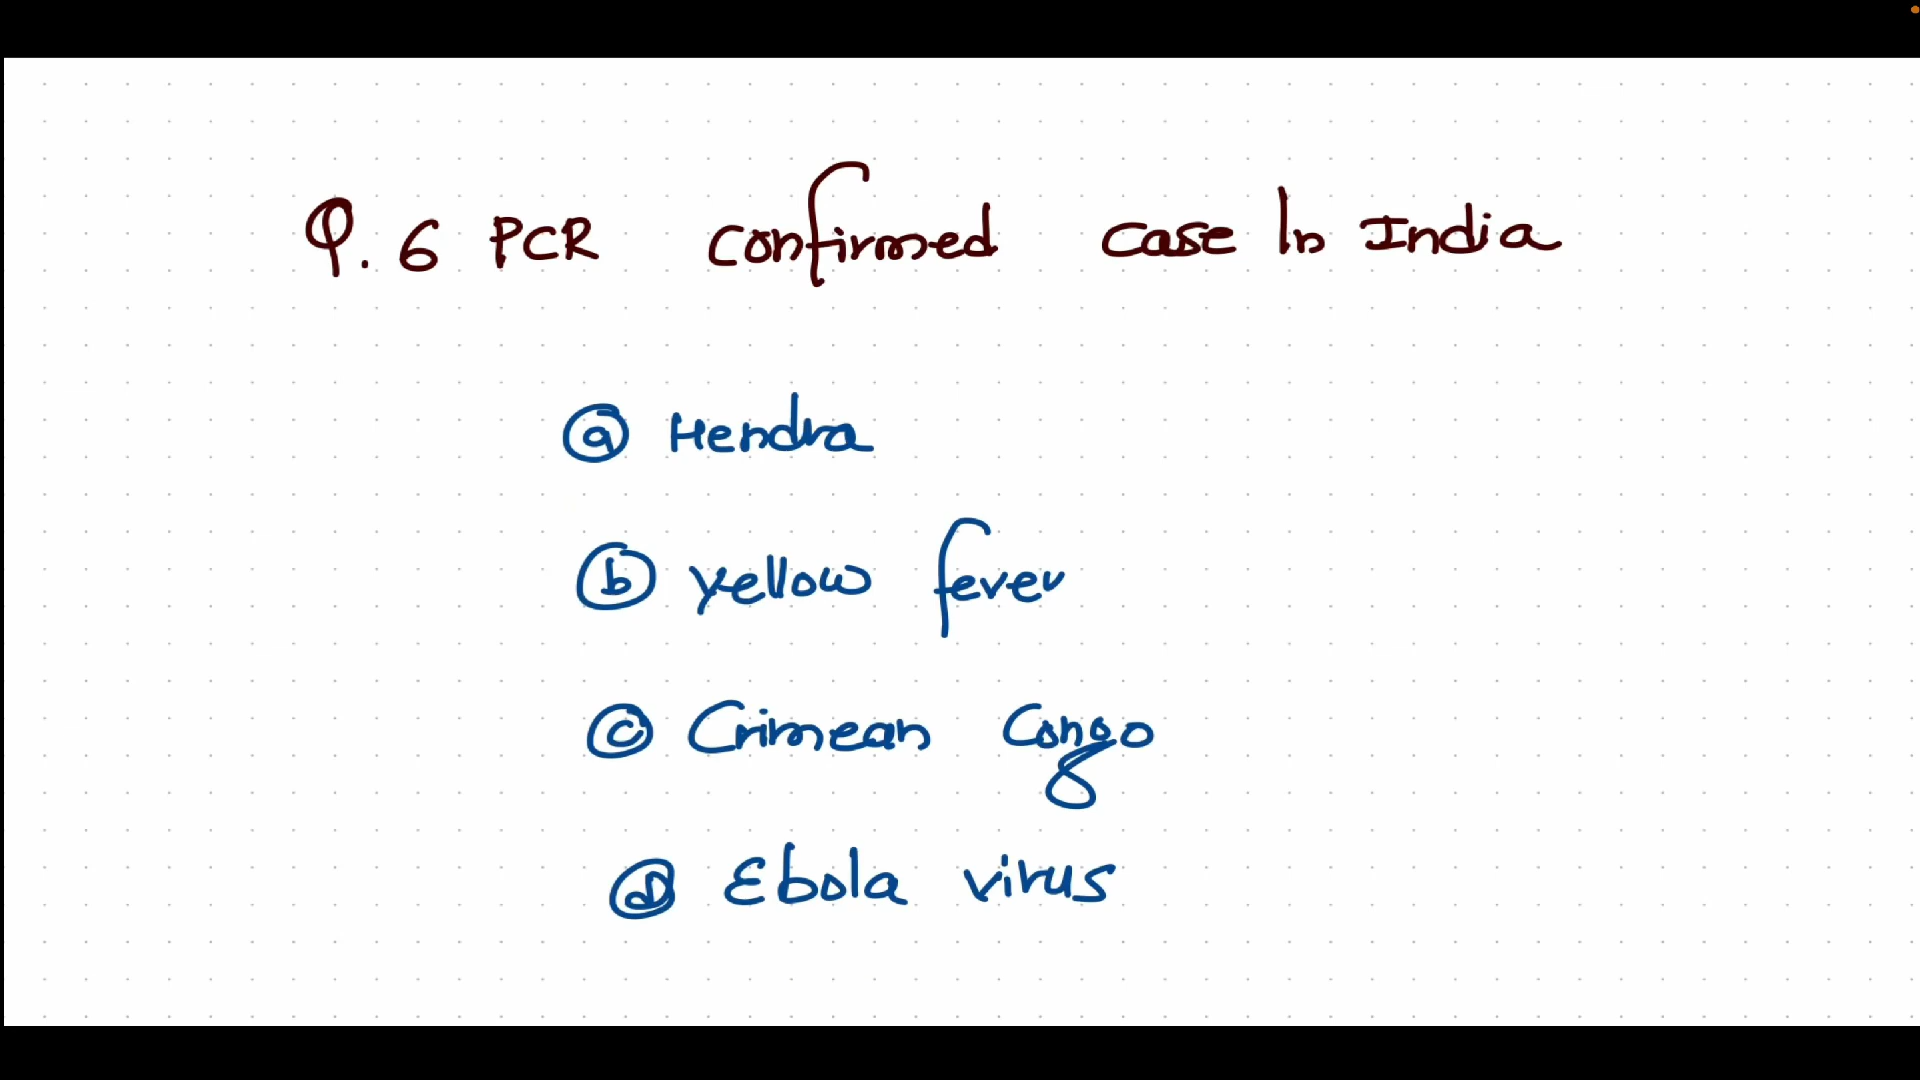 Q. 6 PCR confirmed case In India
a Hendra
b Yellow fever
c Crimean Congo
d Ebola virus